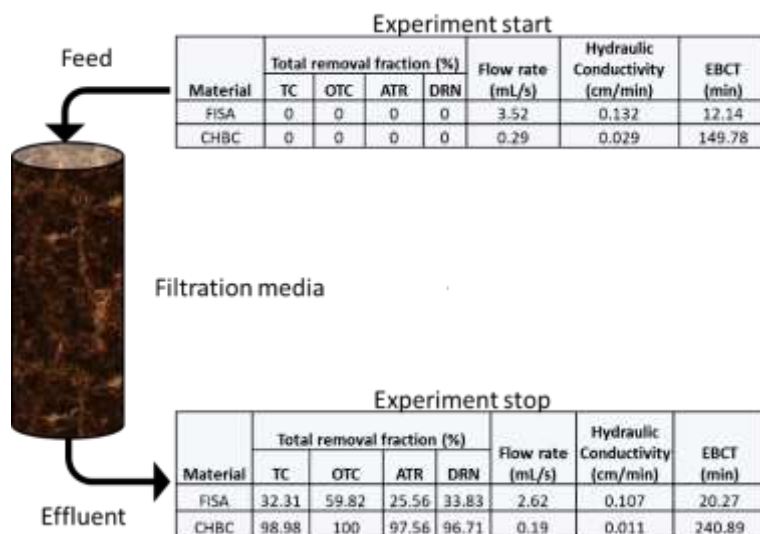 Experiment start
Feed
Material Total removal fraction (%) Flow rate (mL/s) Hydraulic Conductivity (cm/min) EBCT (min)
TC OTC ATR DRN
FISA 0 0 0 0 3.52 0.132 12.14
CHBC 0 0 0 0 0.29 0.029 149.78
Filtration media
Experiment stop
Material Total removal fraction (%) Flow rate (mL/s) Hydraulic Conductivity (cm/min) EBCT (min)
TC OTC ATR DRN
FISA 32.31 59.82 25.56 33.83 2.62 0.107 20.27
CHBC 98.98 100 97.56 96.71 0.19 0.011 240.89
Effluent